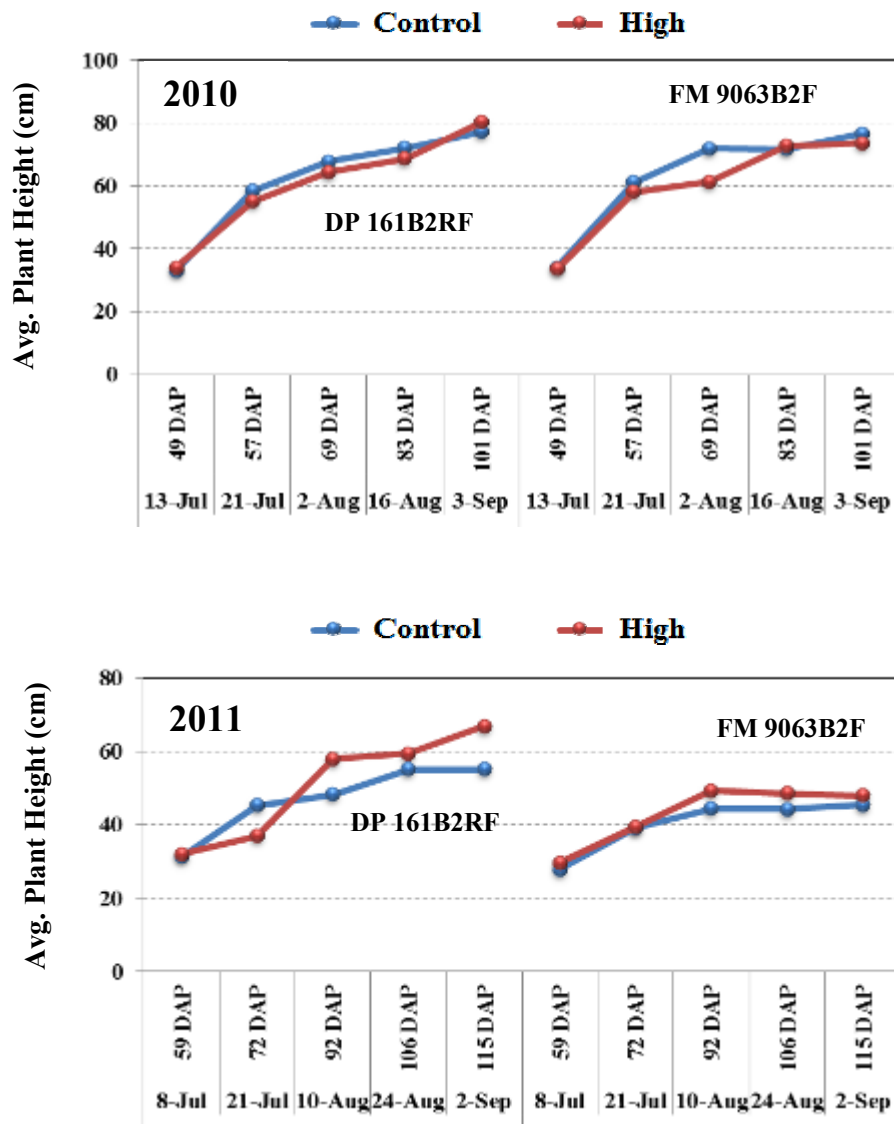 Control High
Avg. Plant Height (cm)
100
80
60
40
20
0
2010
FM 9063B2F
DP 161B2RF
49 DAP 57 DAP 69 DAP 83 DAP 101 DAP 49 DAP 57 DAP 69 DAP 83 DAP 101 DAP
13-Jul 21-Jul 2-Aug 16-Aug 3-Sep 13-Jul 21-Jul 2-Aug 16-Aug 3-Sep
Control High
Avg. Plant Height (cm)
80
60
40
20
0
2011
FM 9063B2F
DP 161B2RF
59 DAP 72 DAP 92 DAP 106 DAP 115 DAP 59 DAP 72 DAP 92 DAP 106 DAP 115 DAP
8-Jul 21-Jul 10-Aug 24-Aug 2-Sep 8-Jul 21-Jul 10-Aug 24-Aug 2-Sep